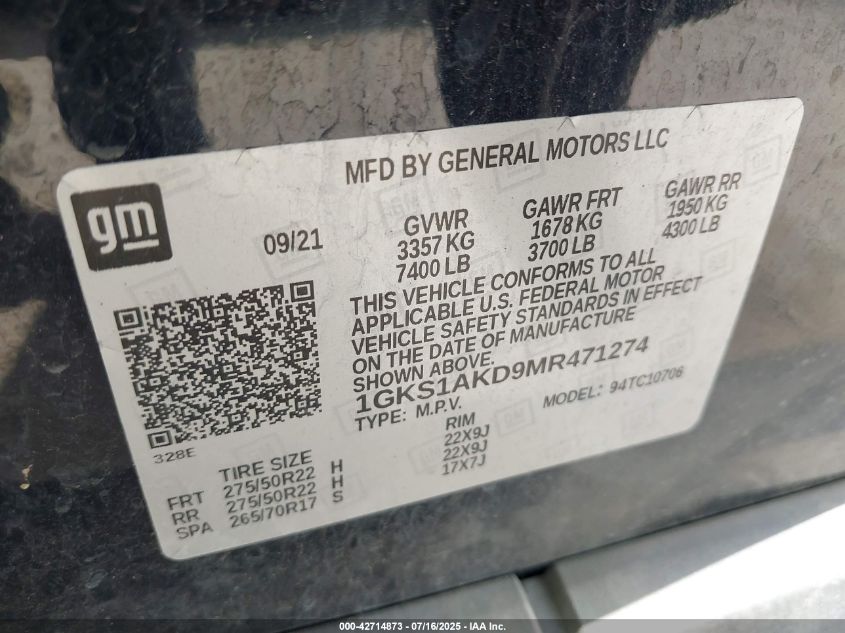 MFD BY GENERAL MOTORS LLC
gm
09/21
GVWR
3357 KG
7400 LB
GAWR FRT
1678 KG
3700 LB
GAWR RR
1950 KG
4300 LB
THIS VEHICLE CONFORMS TO ALL
APPLICABLE U.S. FEDERAL MOTOR
VEHICLE SAFETY STANDARDS IN EFFECT
ON THE DATE OF MANUFACTURE
SHOWN ABOVE.
1GKS1AKD9MR471274
TYPE: M.P.V.
MODEL: 94TC10706
328E
TIRE SIZE
RIM
FRT 275/50R22 H 22X9J
RR 275/50R22 H 22X9J
SPA 265/70R17 S 17X7J
000-42714873 - 07/16/2025 - IAA Inc.